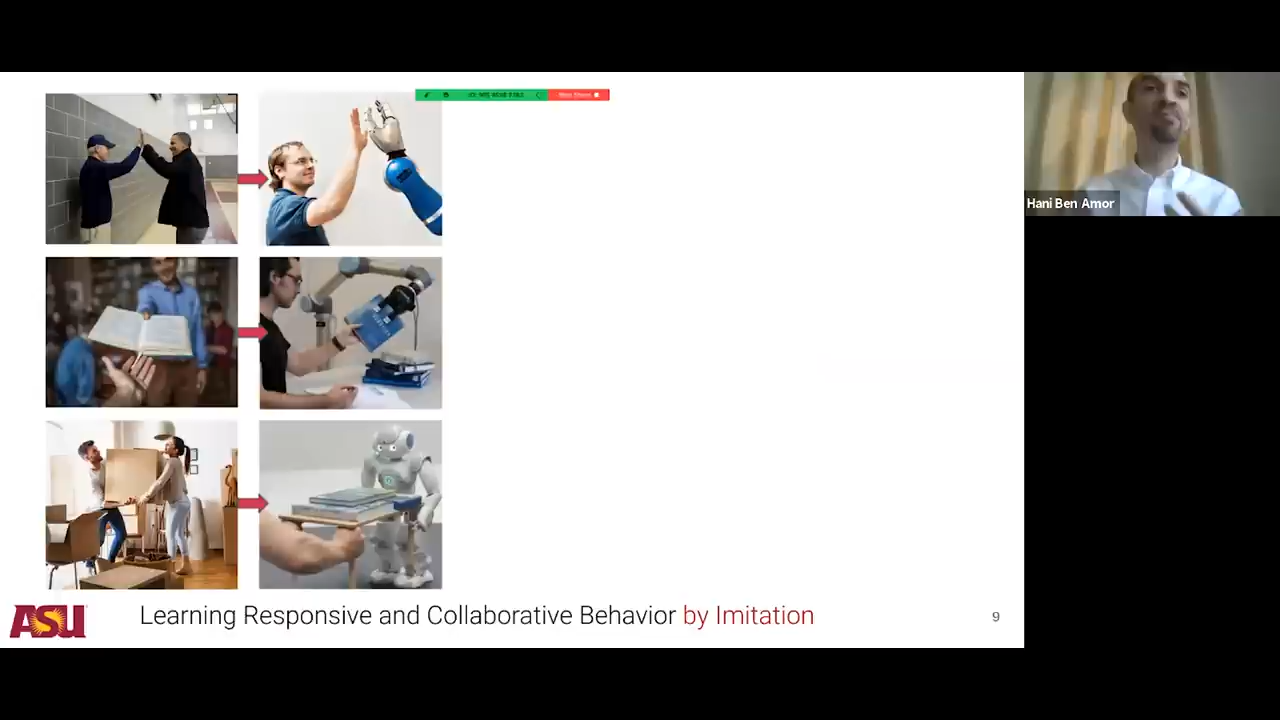 Hani Ben Amor
ASU
Learning Responsive and Collaborative Behavior by Imitation
9